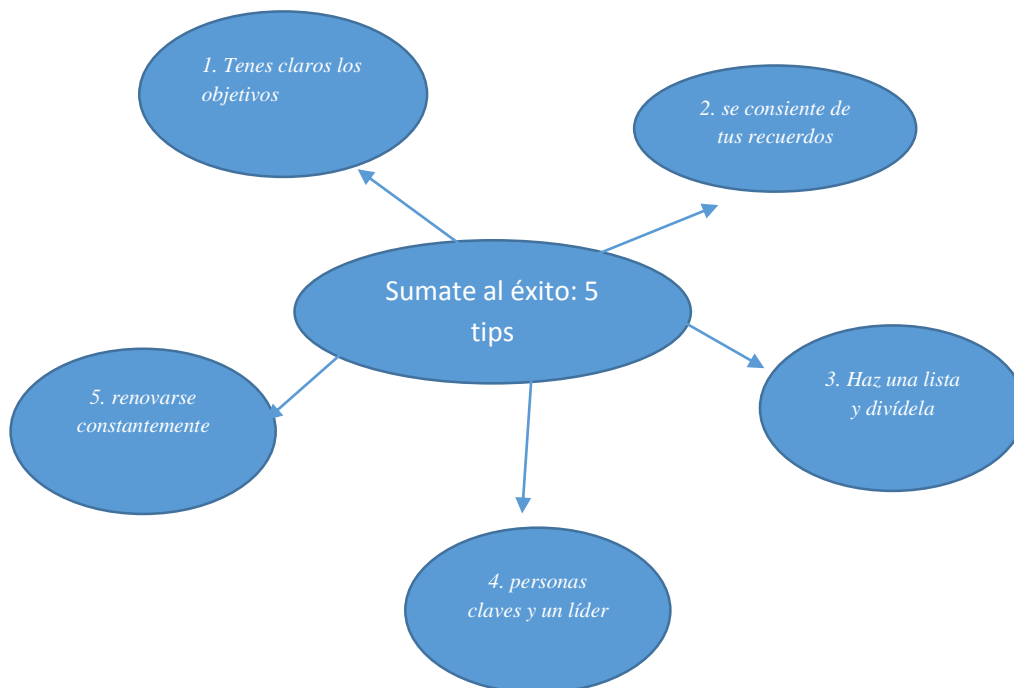 1. Tenes claros los
objetivos
2. se consiente de
tus recuerdos
Sumate al éxito: 5
tips
3. Haz una lista
y divídela
5. renovarse
constantemente
4. personas
claves y un líder